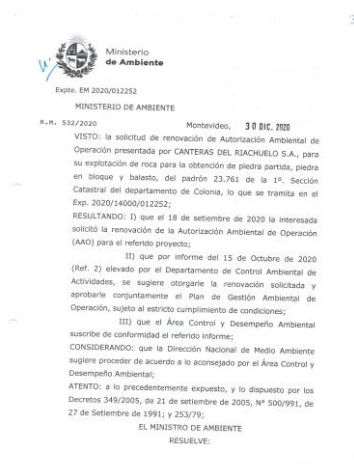 Ministerio
de Ambiente
Expte. EM 2020/012252
MINISTERIO DE AMBIENTE
R.M. 532/2020
Montevideo, 30 DIC. 2020
VISTO: la solicitud de renovación de Autorización Ambiental de
Operación presentada por CANTERAS DEL RIACHUELO S.A., para
su explotación de roca para la obtención de piedra partida, piedra
en bloque y balasto, del padrón 23.761 de la 1º. Sección
Catastral del departamento de Colonia, lo que se tramita en el
Exp. 2020/14000/012252;
RESULTANDO: I) que el 18 de setiembre de 2020 la interesada
solicitó la renovación de la Autorización Ambiental de Operación
(AAO) para el referido proyecto;
II) que por informe del 15 de Octubre de 2020
(Ref. 2) elevado por el Departamento de Control Ambiental de
Actividades, se sugiere otorgarle la renovación solicitada y
aprobarle conjuntamente el Plan de Gestión Ambiental de
Operación, sujeto al estricto cumplimiento de condiciones;
III) que el Área Control y Desempeño Ambiental
suscribe de conformidad el referido informe;
CONSIDERANDO: que la Dirección Nacional de Medio Ambiente
sugiere proceder de acuerdo a lo aconsejado por el Área Control y
Desempeño Ambiental;
ATENTO: a lo precedentemente expuesto, y lo dispuesto por los
Decretos 349/2005, de 21 de setiembre de 2005, Nº 500/991, de
27 de Setiembre de 1991; y 253/79;
EL MINISTRO DE AMBIENTE
RESUELVE: